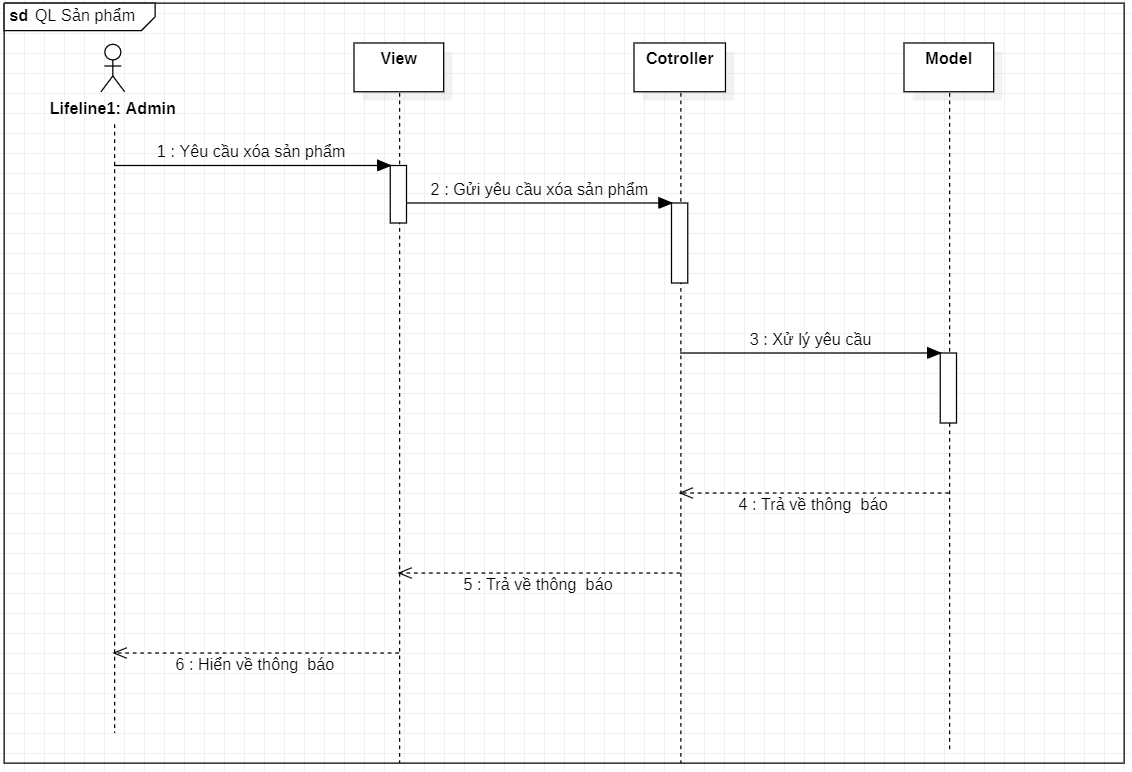 sd QL Sản phẩm
View
Cotroller
Model
Lifeline1: Admin
1 : Yêu cầu xóa sản phẩm
2 : Gửi yêu cầu xóa sản phẩm
3 : Xử lý yêu cầu
4 : Trả về thông báo
5 : Trả về thông báo
6 : Hiển về thông báo